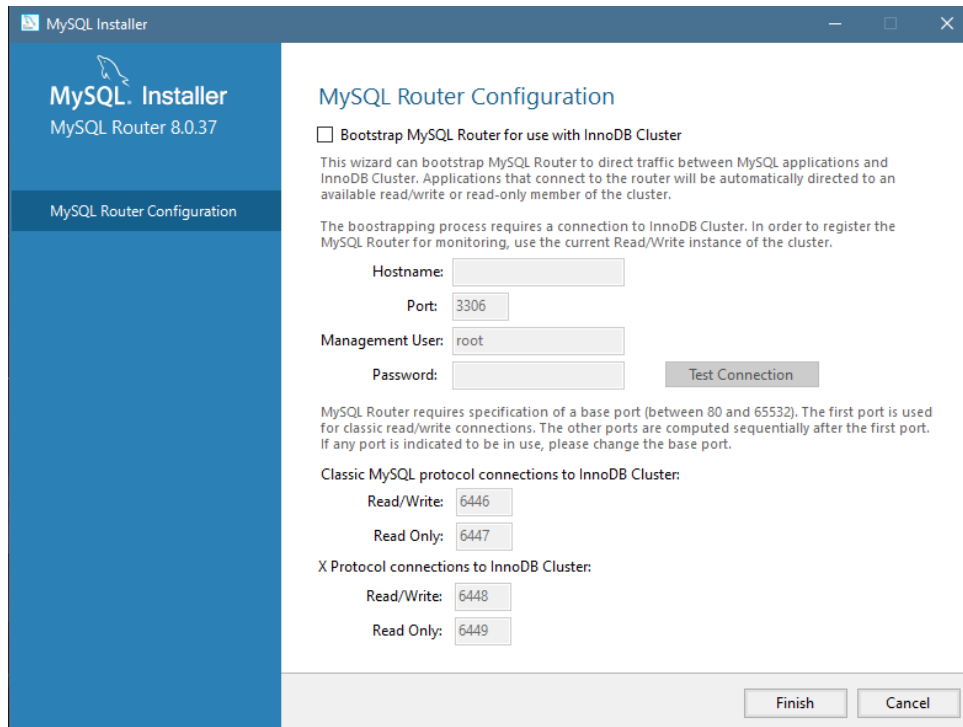 MySQL Installer
MySQL. Installer
MySQL Router 8.0.37
MySQL Router Configuration
MySQL Router Configuration
Bootstrap MySQL Router for use with InnoDB Cluster
This wizard can bootstrap MySQL Router to direct traffic between MySQL applications and
InnoDB Cluster. Applications that connect to the router will be automatically directed to an
available read/write or read-only member of the cluster.
The boostrapping process requires a connection to InnoDB Cluster. In order to register the
MySQL Router for monitoring, use the current Read/Write instance of the cluster.
Hostname:
Port: 3306
Management User: root
Password: Test Connection
MySQL Router requires specification of a base port (between 80 and 65532). The first port is used
for classic read/write connections. The other ports are computed sequentially after the first port.
If any port is indicated to be in use, please change the base port.
Classic MySQL protocol connections to InnoDB Cluster:
Read/Write: 6446
Read Only: 6447
X Protocol connections to InnoDB Cluster:
Read/Write: 6448
Read Only: 6449
Finish Cancel